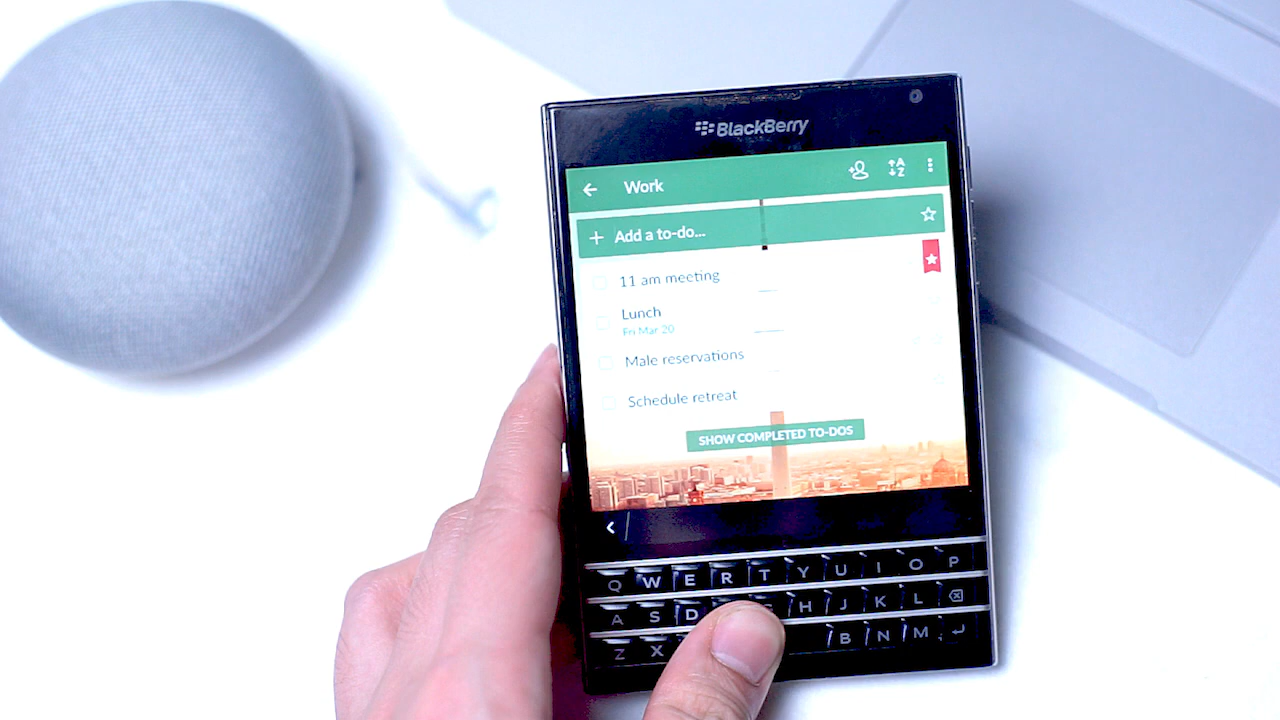 BlackBerry
Work
A Z
Add a to-do...
11 am meeting
Lunch
Fri Mar 20
Male reservations
Schedule retreat
SHOW COMPLETED TO-DOS
Q W E R T Y U I O P
A S D H J K L
Z X B N M